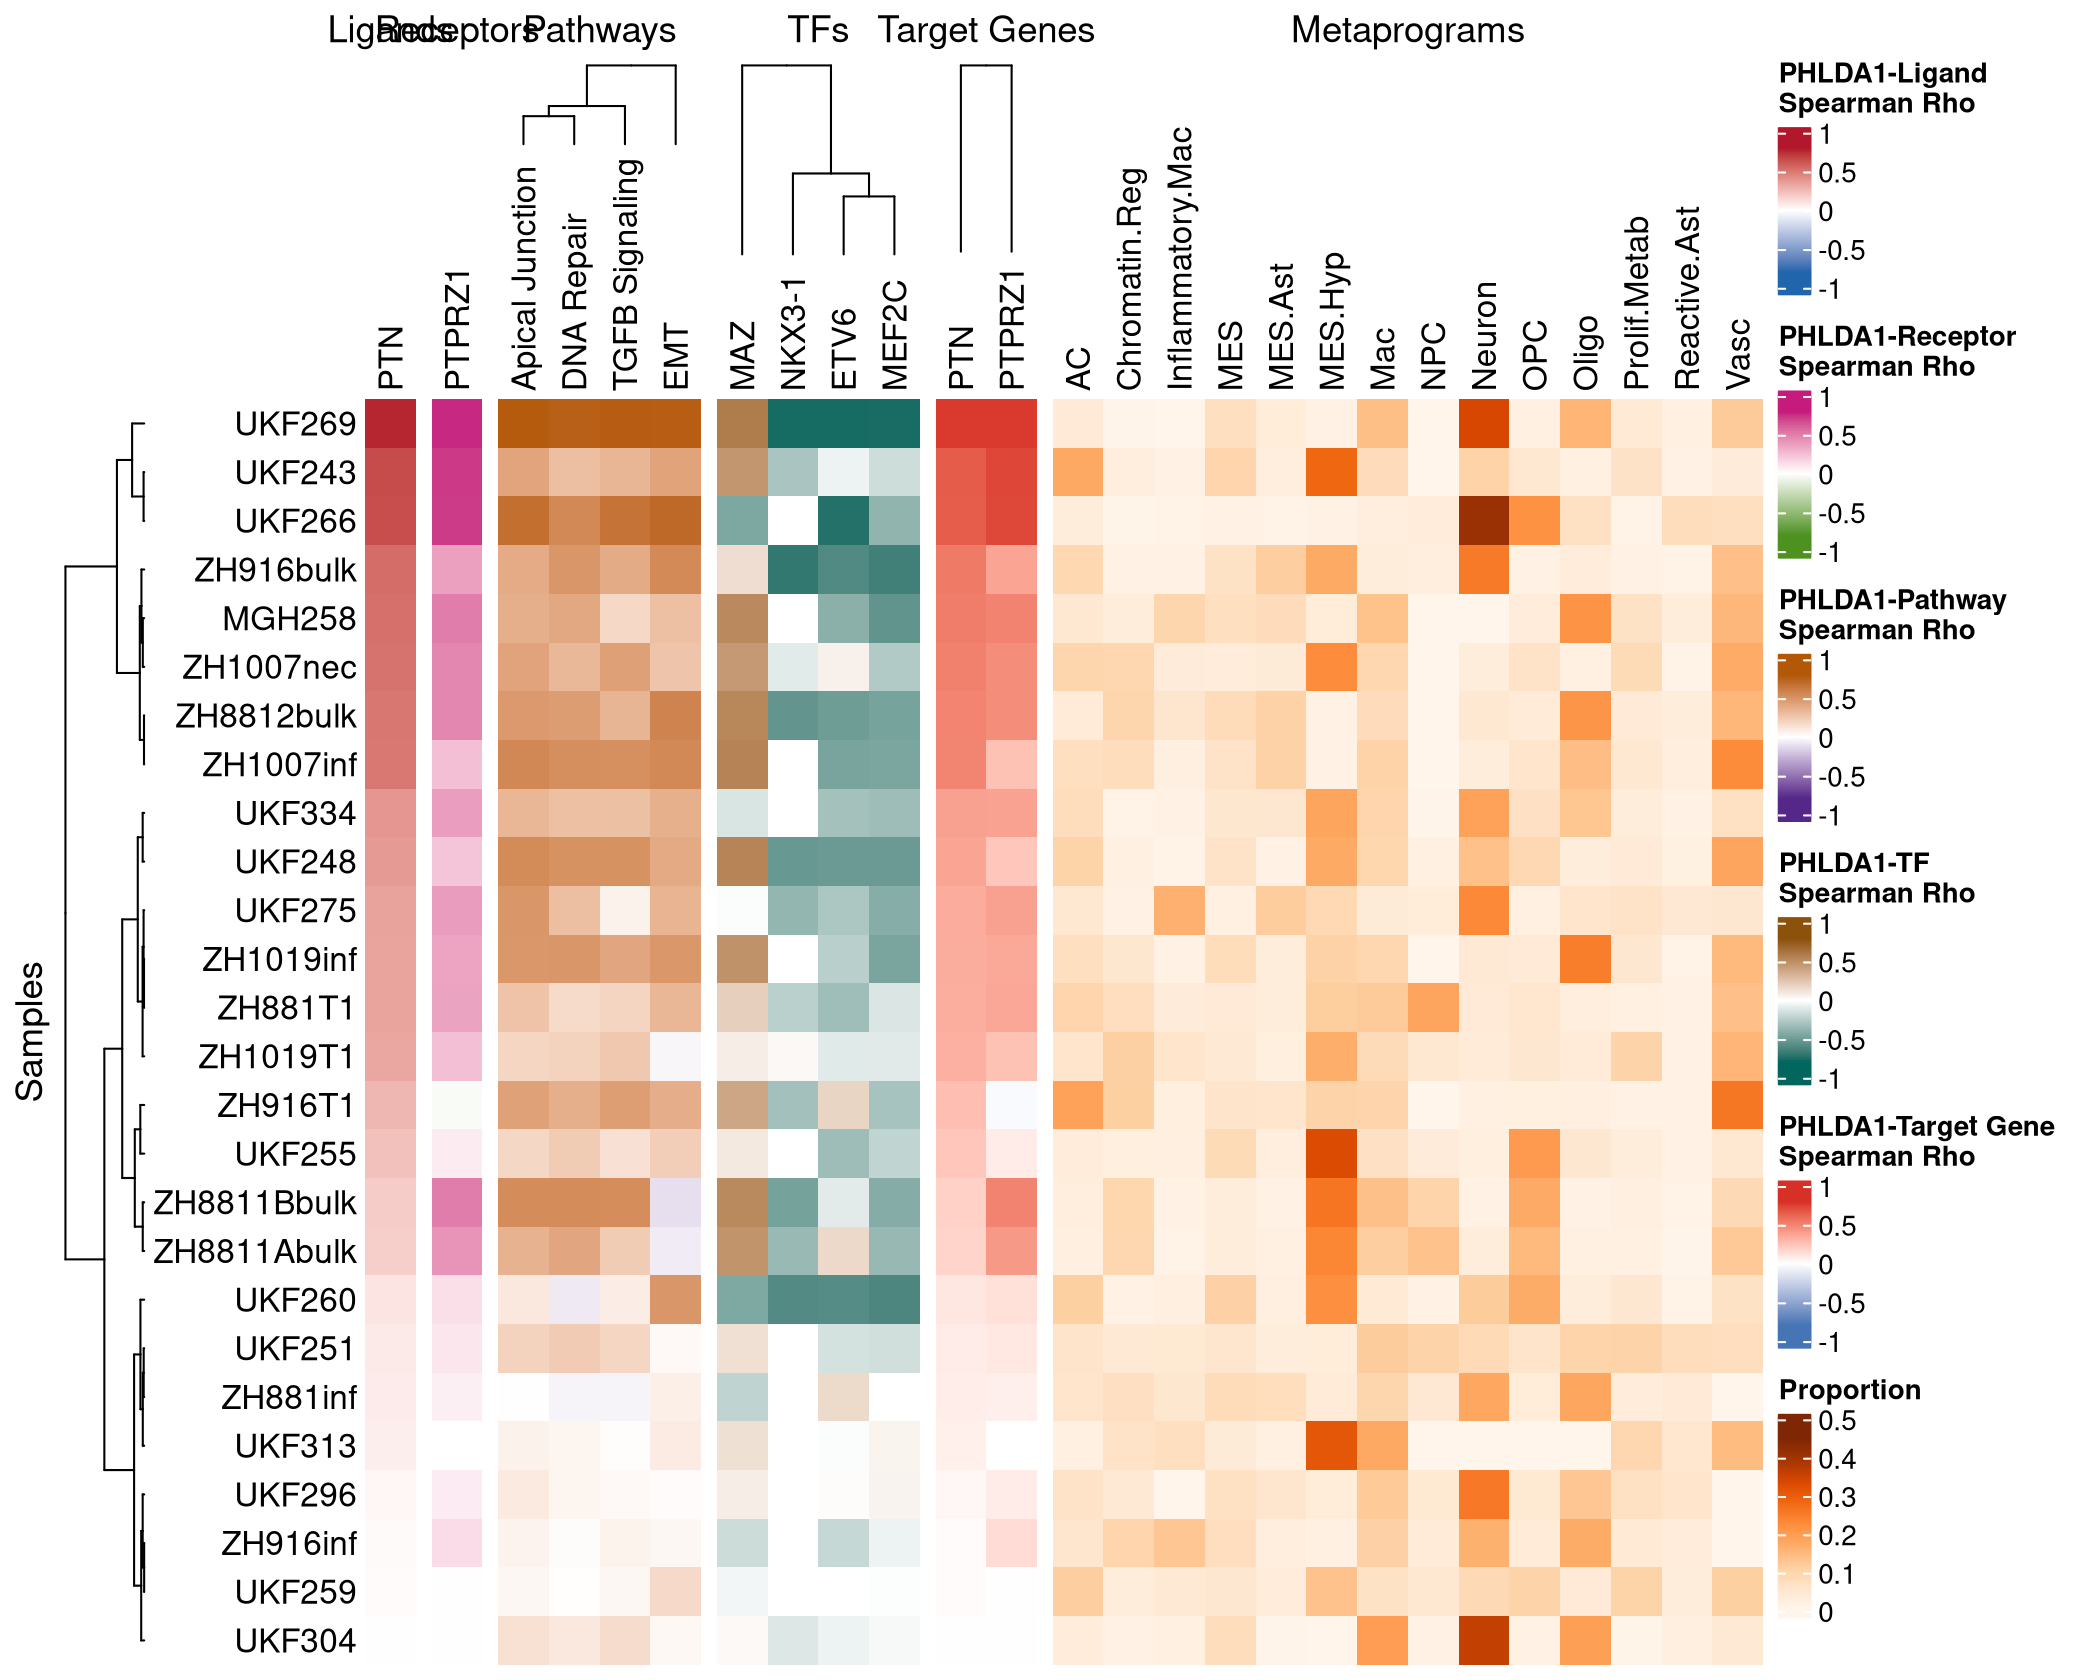 Ligands Receptors Pathways TFs Target Genes Metaprograms
PTN
PTPRZ1
Apical Junction
DNA Repair
TGFB Signaling
EMT
MAZ
NKX3-1
ETV6
MEF2C
PTN
PTPRZ1
AC
Chromatin.Reg
Inflammatory.Mac
MES
MES.Ast
MES.Hyp
Mac
NPC
Neuron
OPC
Oligo
Prolif.Metab
Reactive.Ast
Vasc
Samples
UKF269
UKF243
UKF266
ZH916bulk
MGH258
ZH1007nec
ZH8812bulk
ZH1007inf
UKF334
UKF248
UKF275
ZH1019inf
ZH881T1
ZH1019T1
ZH916T1
UKF255
ZH8811Bbulk
ZH8811Abulk
UKF260
UKF251
ZH881inf
UKF313
UKF296
ZH916inf
UKF259
UKF304
PHLDA1-Ligand
Spearman Rho
1
0.5
0
-0.5
-1
PHLDA1-Receptor
Spearman Rho
1
0.5
0
-0.5
-1
PHLDA1-Pathway
Spearman Rho
1
0.5
0
-0.5
-1
PHLDA1-TF
Spearman Rho
1
0.5
0
-0.5
-1
PHLDA1-Target Gene
Spearman Rho
1
0.5
0
-0.5
-1
Proportion
0.5
0.4
0.3
0.2
0.1
0